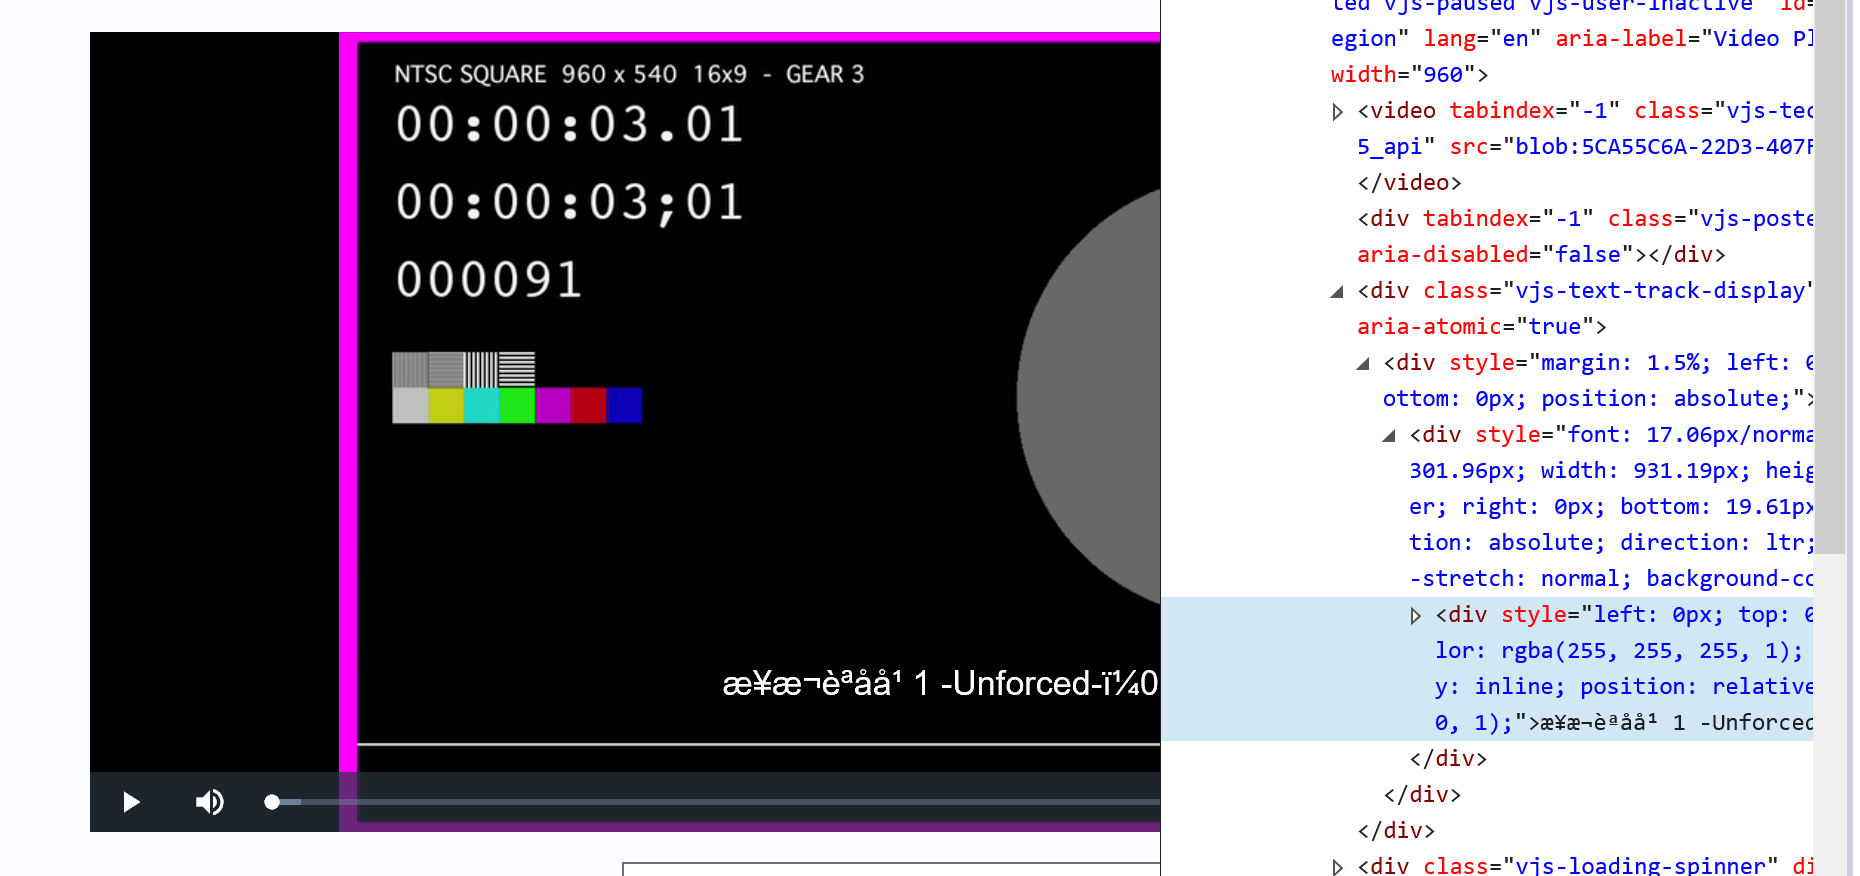 NTSC SQUARE 960 x 540 16x9 - GEAR 3
00:00:03.01
00:00:03;01
000091
æ¥æ¬èªåå¹ 1 -Unforced-ï¼0
ted vjs-paused vjs-user-inactive" id=
egion" lang="en" aria-label="Video Pl
width="960">
<video tabindex="-1" class="vjs-tec
5_api" src="blob:5CA55C6A-22D3-407F
</video>
<div tabindex="-1" class="vjs-poste
aria-disabled="false"></div>
<div class="vjs-text-track-display"
aria-atomic="true">
<div style="margin: 1.5%; left: 0
ottom: 0px; position: absolute;">
<div style="font: 17.06px/norma
301.96px; width: 931.19px; heig
er; right: 0px; bottom: 19.61px
tion: absolute; direction: ltr;
-stretch: normal; background-co
<div style="left: 0px; top: 0
lor: rgba(255, 255, 255, 1);
y: inline; position: relative
0, 1);">æ¥æ¬èªåå¹ 1 -Unforced
</div>
</div>
</div>
<div class="vjs-loading-spinner" di